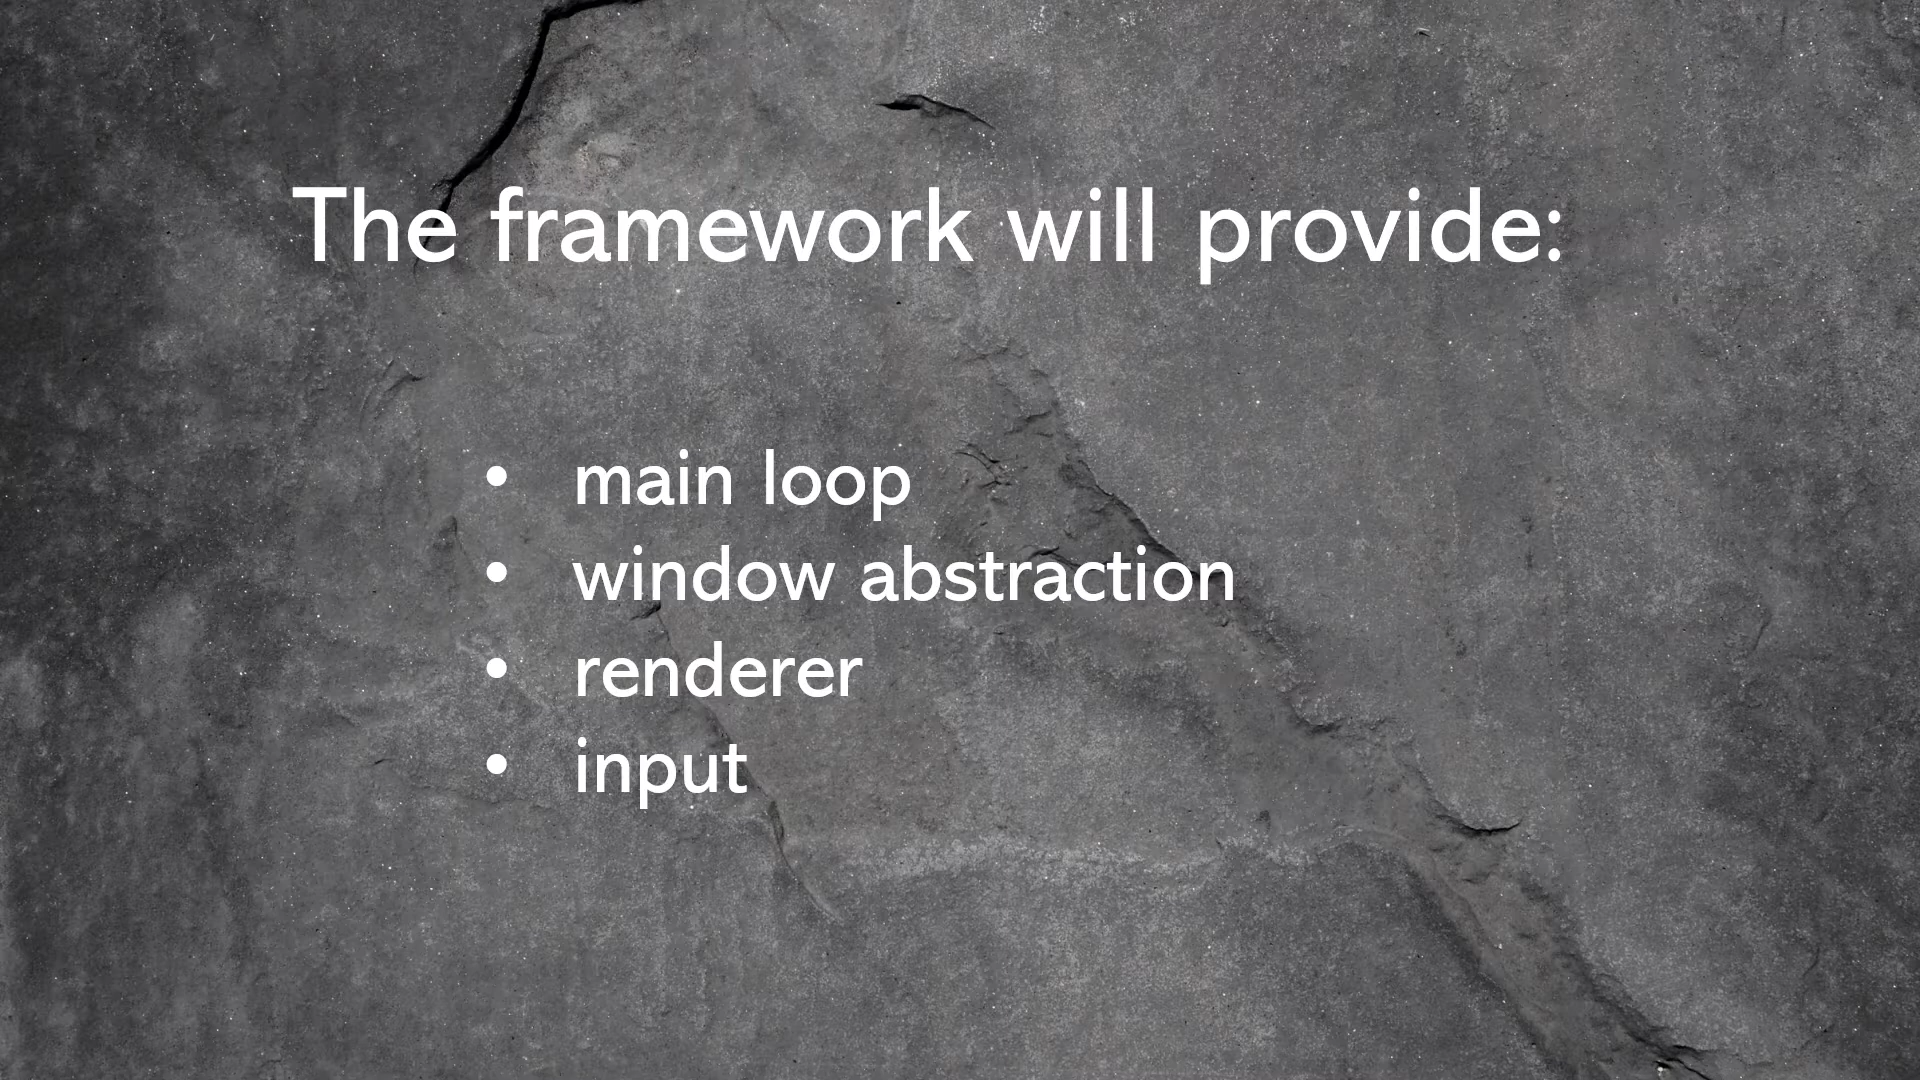 The framework will provide:
• main loop
• window abstraction
• renderer
• input